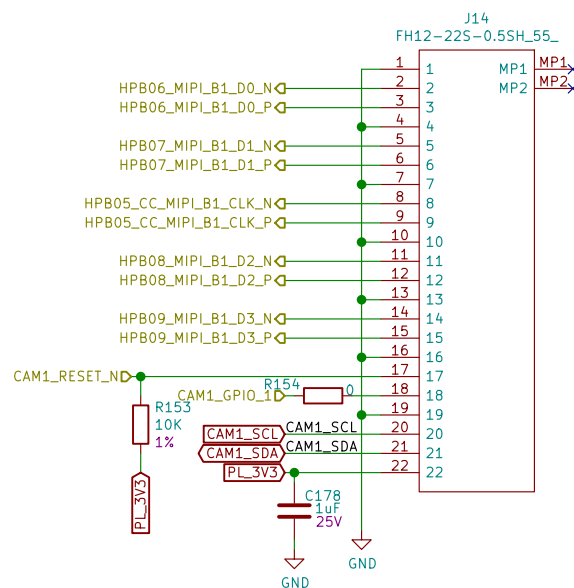 J14
FH12-22S-0.5SH_55_
1 1 MP1 MP1
HPB06_MIPI_B1_D0_N 2 2 MP2 MP2
HPB06_MIPI_B1_D0_P 3 3
4 4
HPB07_MIPI_B1_D1_N 5 5
HPB07_MIPI_B1_D1_P 6 6
7 7
HPB05_CC_MIPI_B1_CLK_N 8 8
HPB05_CC_MIPI_B1_CLK_P 9 9
10 10
HPB08_MIPI_B1_D2_N 11 11
HPB08_MIPI_B1_D2_P 12 12
13 13
HPB09_MIPI_B1_D3_N 14 14
HPB09_MIPI_B1_D3_P 15 15
16 16
CAM1_RESET_N 17 17
R154
CAM1_GPIO_1 0 18 18
R153
10K
1%
19 19
CAM1_SCL CAM1_SCL 20 20
CAM1_SDA CAM1_SDA 21 21
PL_3V3 22 22
PL_3V3
C178
1uF
25V
GND
GND